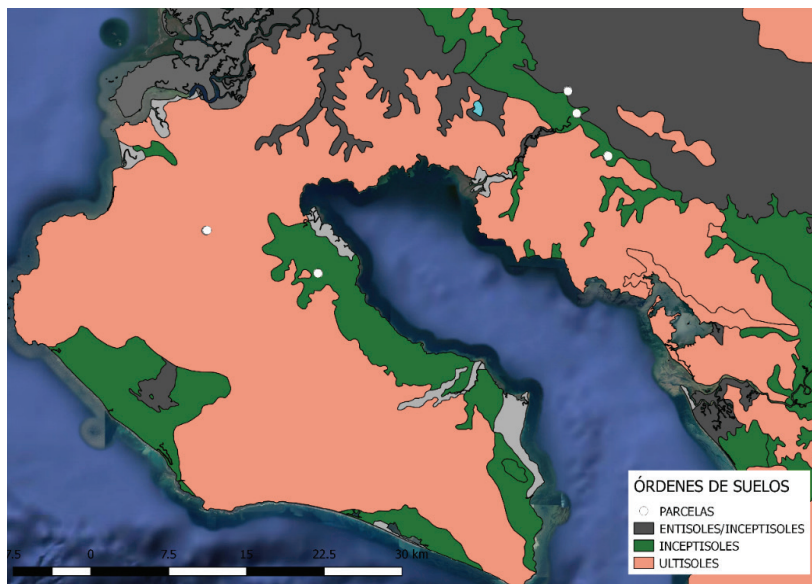 ÓRDENES DE SUELOS
PARCELAS
ENTISOLES/INCEPTISOLES
INCEPTISOLES
ULTISOLES
7.5 0 7.5 15 22.5 30 km